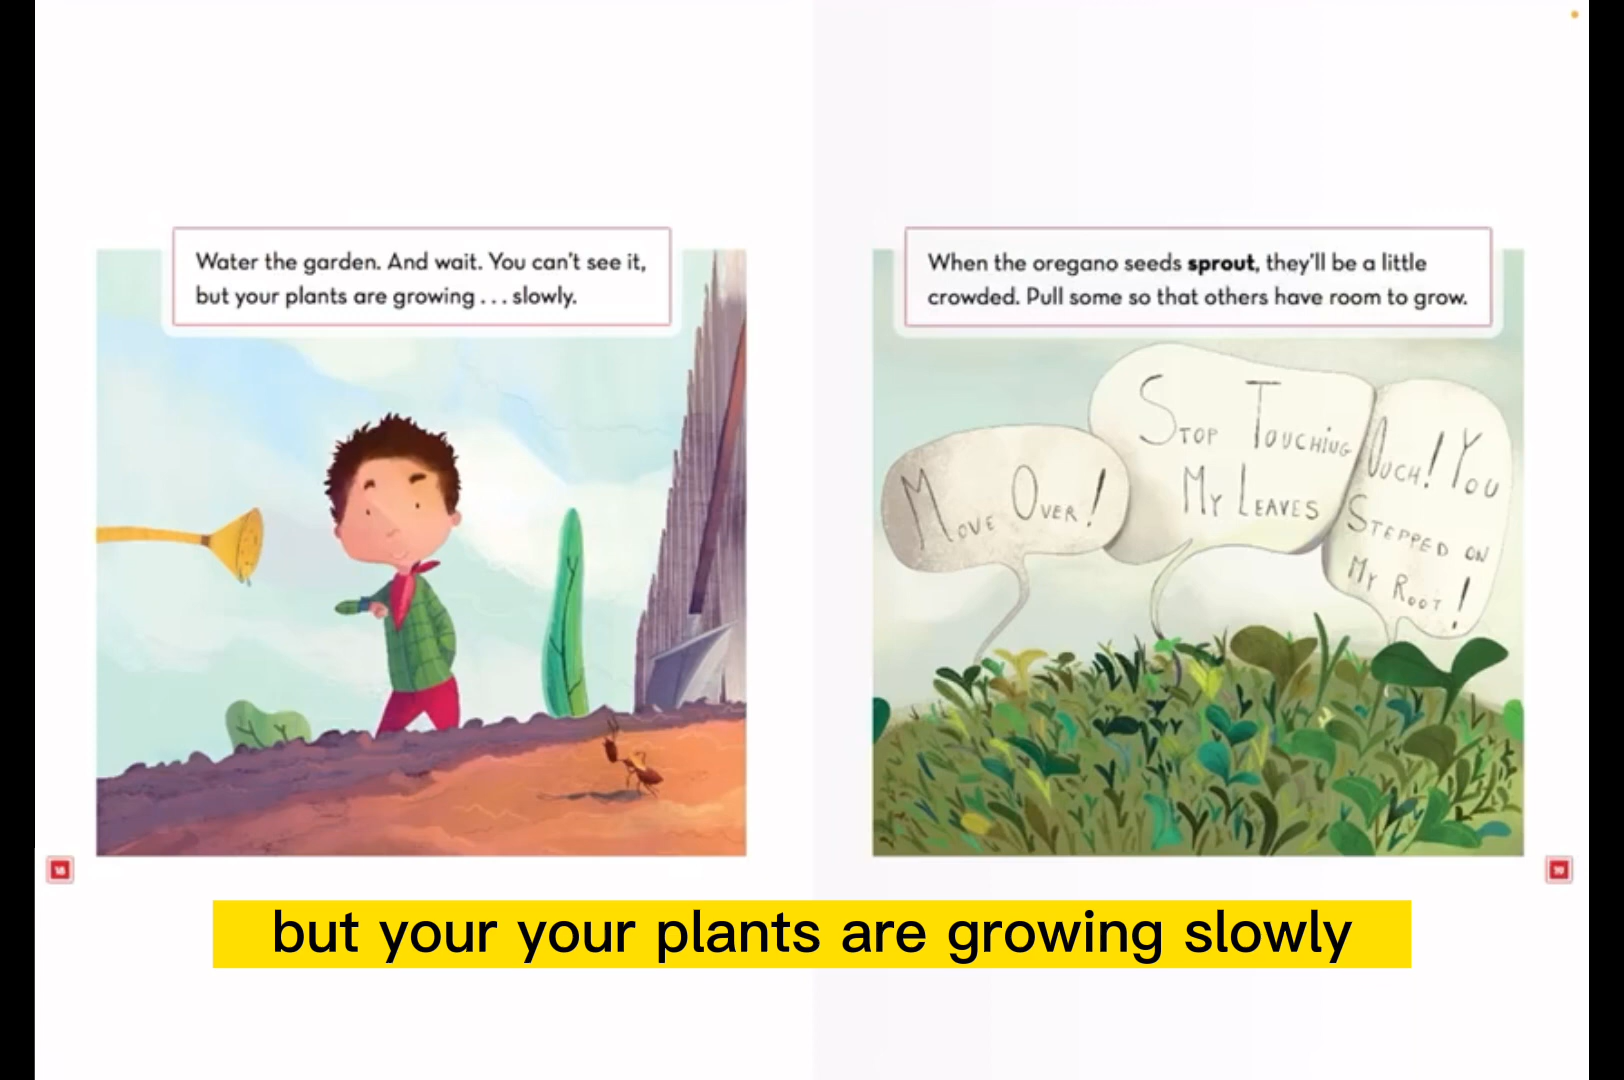 Water the garden. And wait. You can't see it,
but your plants are growing . . . slowly.
When the oregano seeds sprout, they'll be a little
crowded. Pull some so that others have room to grow.
MOVE OVER!
STOP TOUCHING
MY LEAVES
OUCH! YOU
STEPPED ON
MY ROOT!
18
19
but your your plants are growing slowly